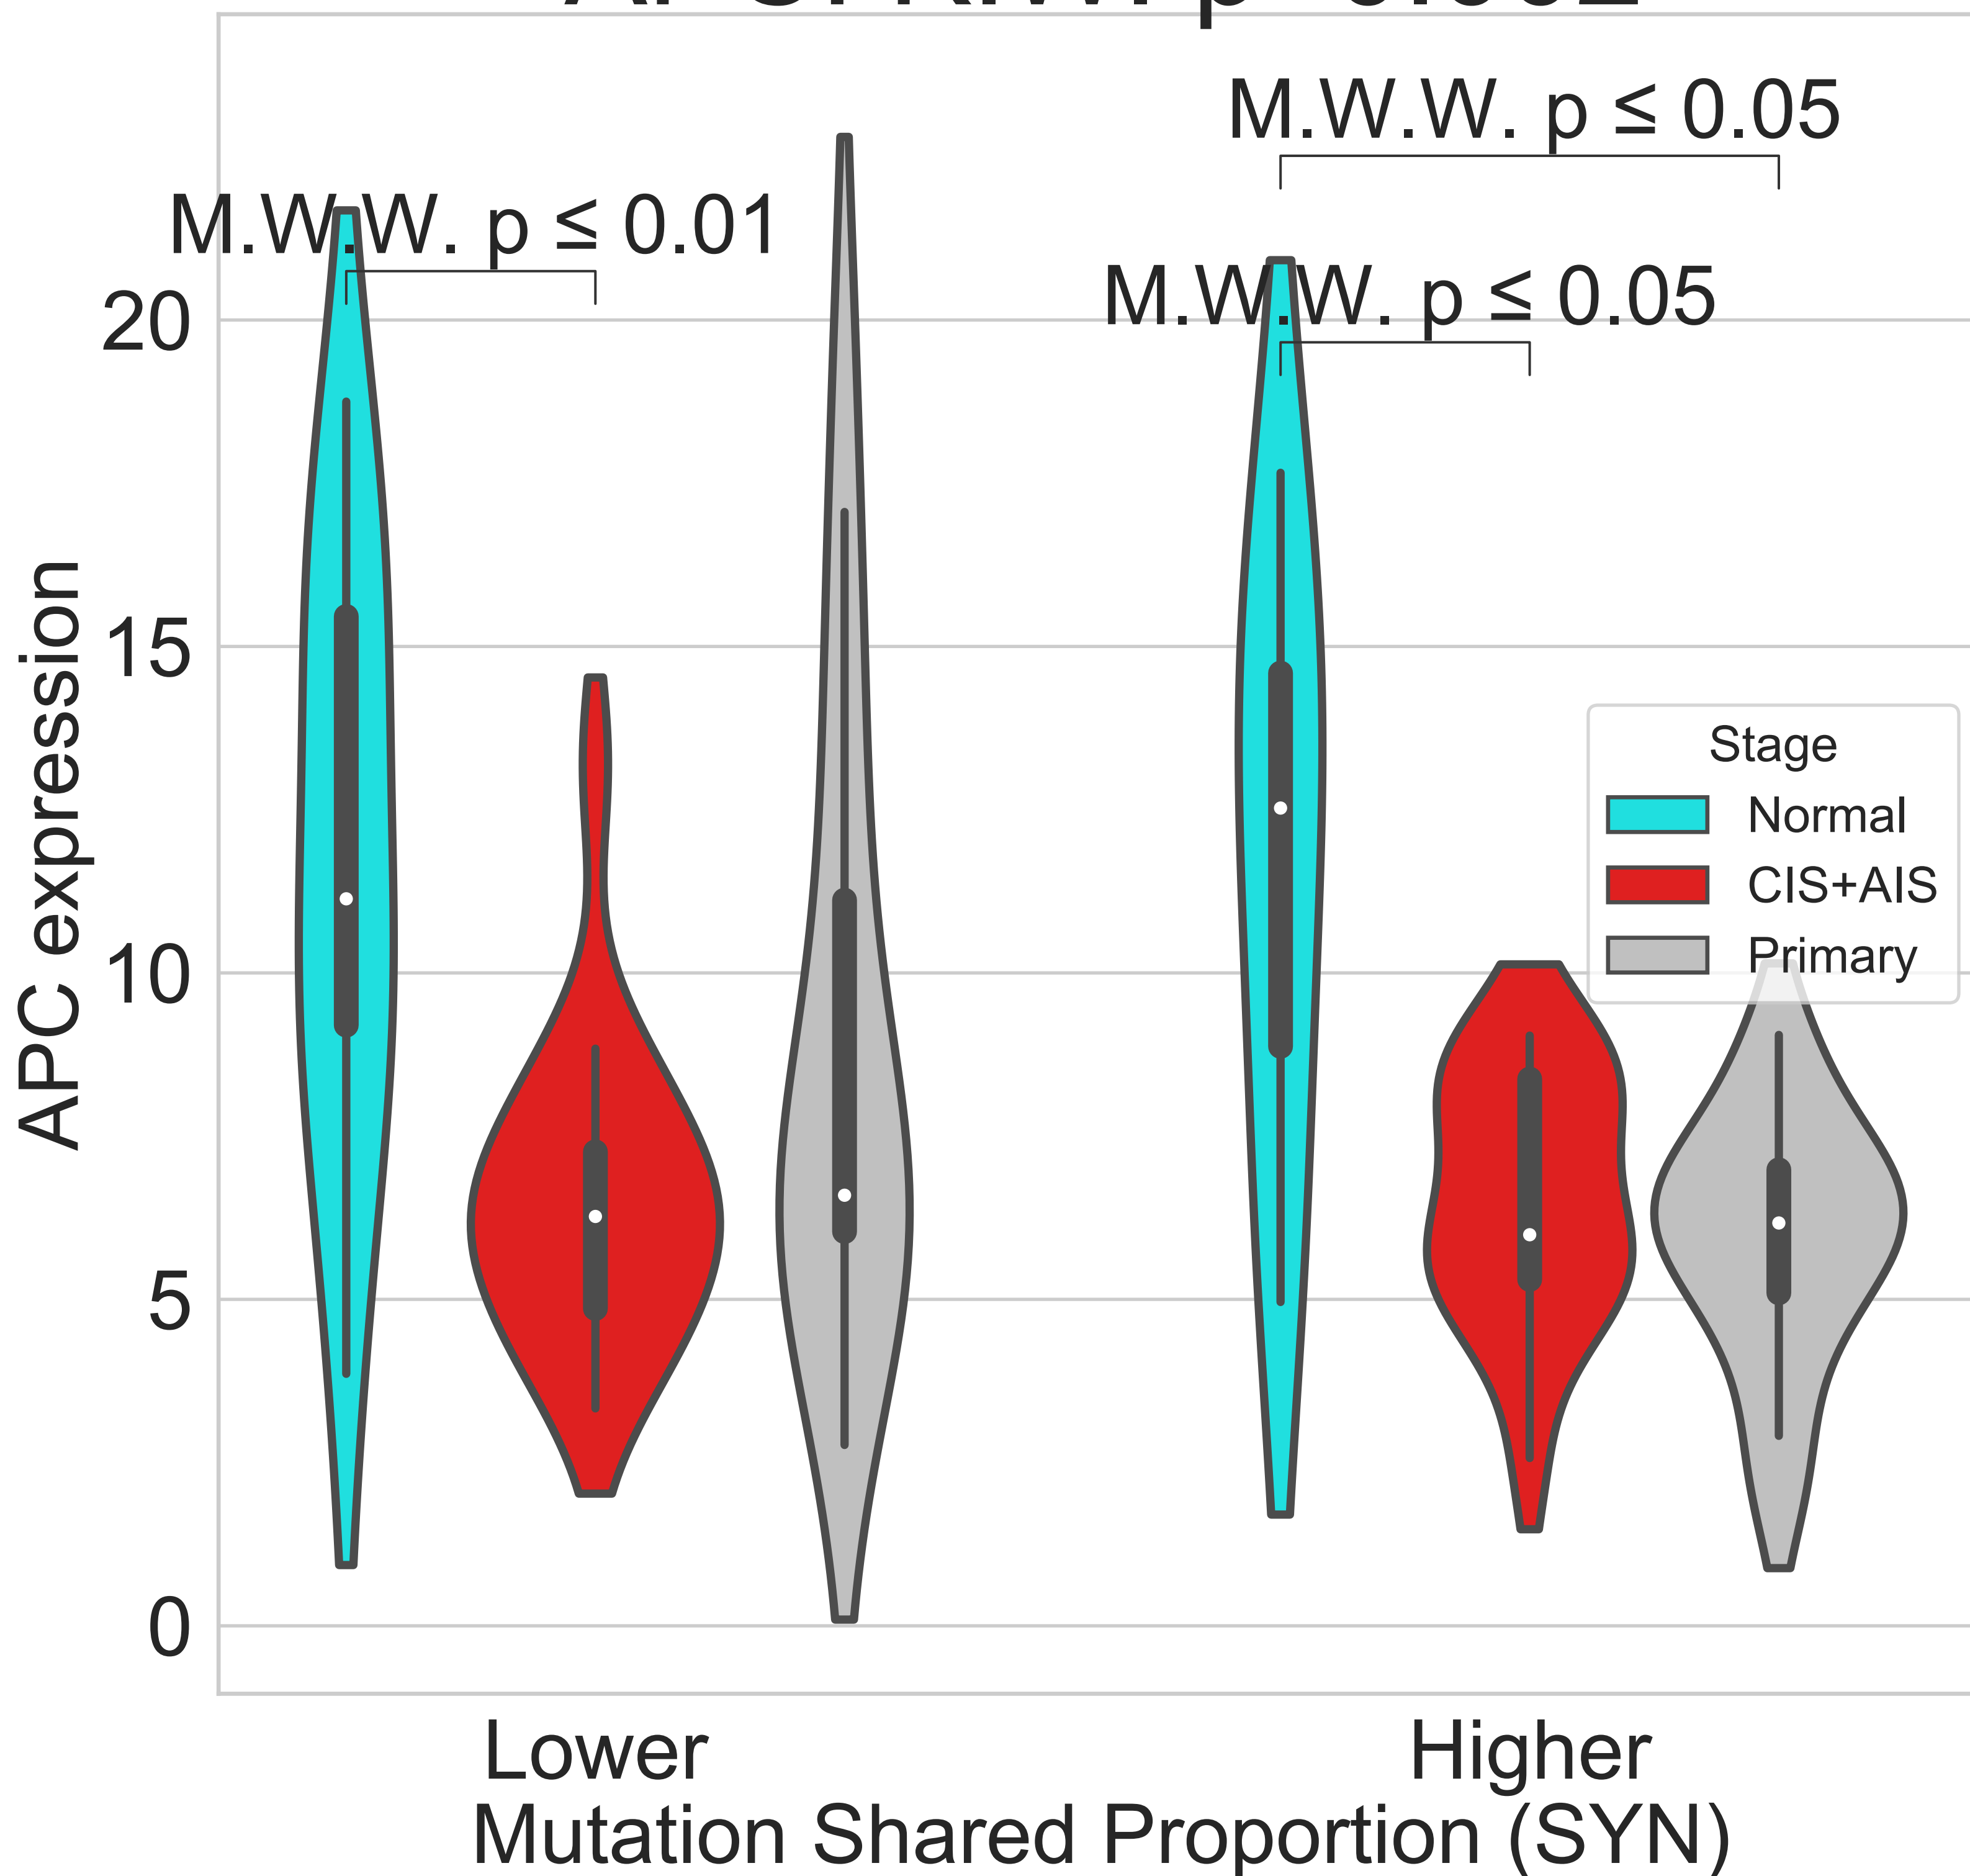 M.W.W. p ≤ 0.05
M.W.W. p ≤ 0.01
M.W.W. p ≤ 0.05
20
15
10
5
0
APC expression
Stage
Normal
CIS+AIS
Primary
Lower
Higher
Mutation Shared Proportion (SYN)